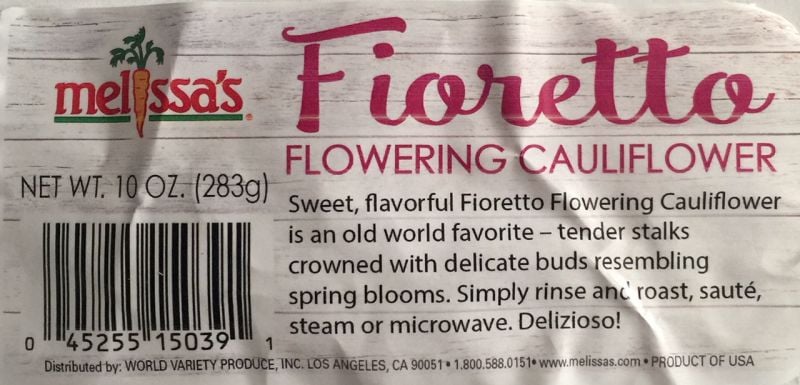 melissa's
Fioretto
FLOWERING CAULIFLOWER
NET WT. 10 OZ. (283g)
Sweet, flavorful Fioretto Flowering Cauliflower
is an old world favorite – tender stalks
crowned with delicate buds resembling
spring blooms. Simply rinse and roast, sauté,
steam or microwave. Delizioso!
0 45255 15039 1
Distributed by: WORLD VARIETY PRODUCE, INC. LOS ANGELES, CA 90051 • 1.800.588.0151 • www.melissas.com • PRODUCT OF USA